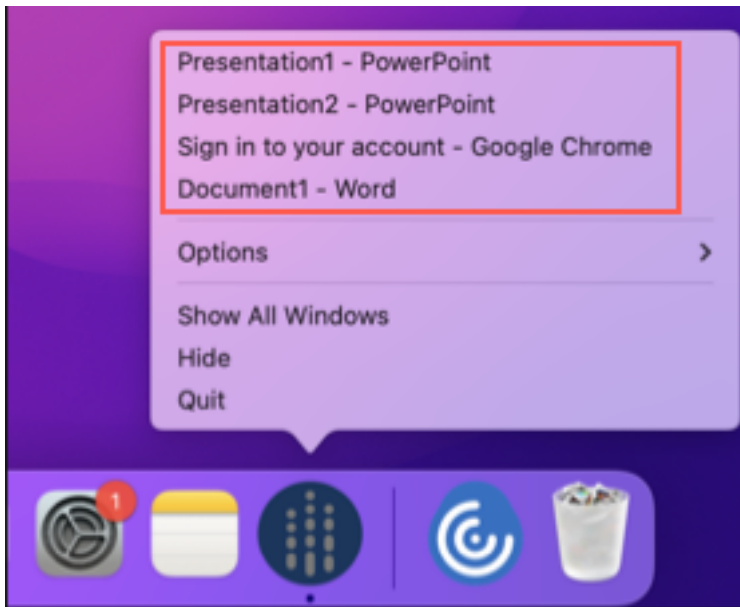 Presentation1 - PowerPoint
Presentation2 - PowerPoint
Sign in to your account - Google Chrome
Document1 - Word
Options
Show All Windows
Hide
Quit
1